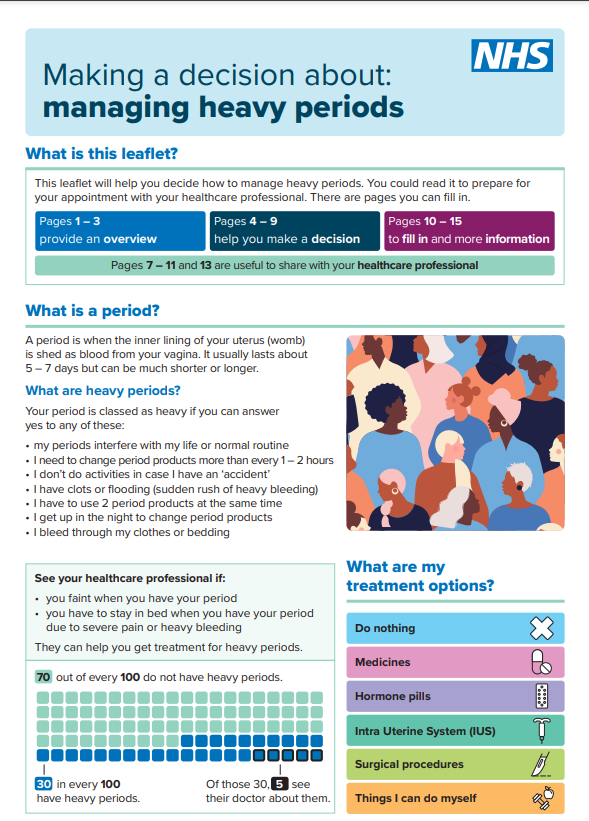 NHS
Making a decision about:
managing heavy periods
What is this leaflet?
This leaflet will help you decide how to manage heavy periods. You could read it to prepare for
your appointment with your healthcare professional. There are pages you can fill in.
Pages 1 – 3
provide an overview
Pages 4 – 9
help you make a decision
Pages 10 – 15
to fill in and more information
Pages 7 – 11 and 13 are useful to share with your healthcare professional
What is a period?
A period is when the inner lining of your uterus (womb)
is shed as blood from your vagina. It usually lasts about
5 – 7 days but can be much shorter or longer.
What are heavy periods?
Your period is classed as heavy if you can answer
yes to any of these:
• my periods interfere with my life or normal routine
• I need to change period products more than every 1 – 2 hours
• I don't do activities in case I have an 'accident'
• I have clots or flooding (sudden rush of heavy bleeding)
• I have to use 2 period products at the same time
• I get up in the night to change period products
• I bleed through my clothes or bedding
See your healthcare professional if:
• you faint when you have your period
• you have to stay in bed when you have your period
due to severe pain or heavy bleeding
They can help you get treatment for heavy periods.
70 out of every 100 do not have heavy periods.
30 in every 100
have heavy periods.
Of those 30, 5 see
their doctor about them.
What are my
treatment options?
Do nothing
Medicines
Hormone pills
Intra Uterine System (IUS)
Surgical procedures
Things I can do myself